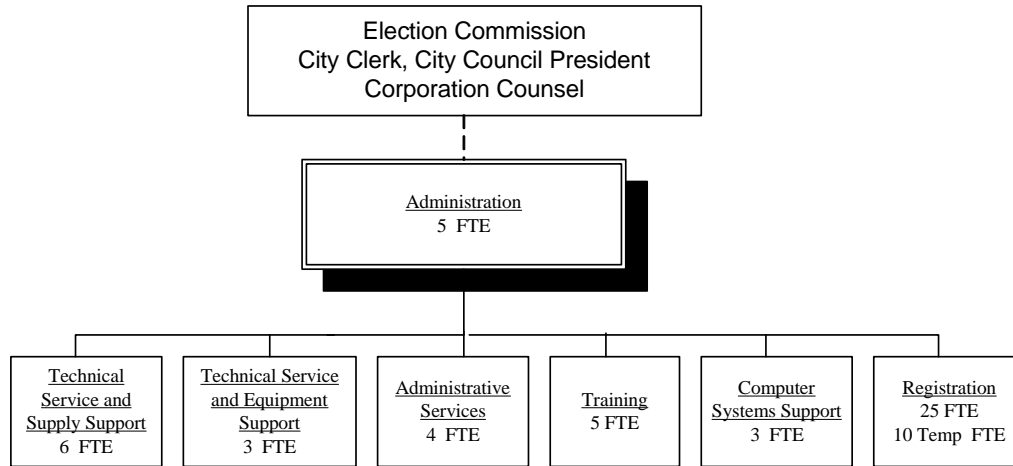 Election Commission
City Clerk, City Council President
Corporation Counsel
Administration
5 FTE
Technical
Service and
Supply Support
6 FTE
Technical Service
and Equipment
Support
3 FTE
Administrative
Services
4 FTE
Training
5 FTE
Computer
Systems Support
3 FTE
Registration
25 FTE
10 Temp FTE